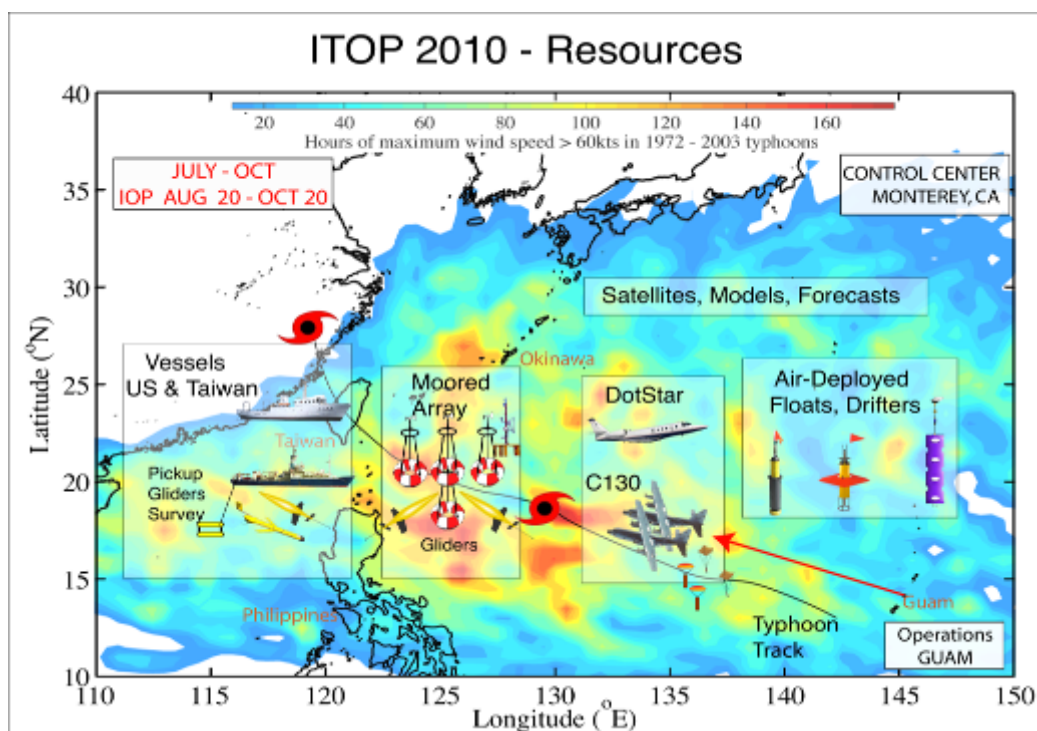 ITOP 2010 - Resources
40
35
30
25
20
15
10
Latitude (°N)
20 40 60 80 100 120 140 160
Hours of maximum wind speed > 60kts in 1972 - 2003 typhoons
JULY - OCT
IOP AUG 20 - OCT 20
CONTROL CENTER
MONTEREY, CA
Satellites, Models, Forecasts
Okinawa
Vessels
US & Taiwan
Taiwan
Pickup
Gliders
Survey
Moored
Array
Gliders
DotStar
C130
Air-Deployed
Floats, Drifters
Philippines
Guam
Typhoon
Track
Operations
GUAM
110 115 120 125 130 135 140 145 150
Longitude (°E)